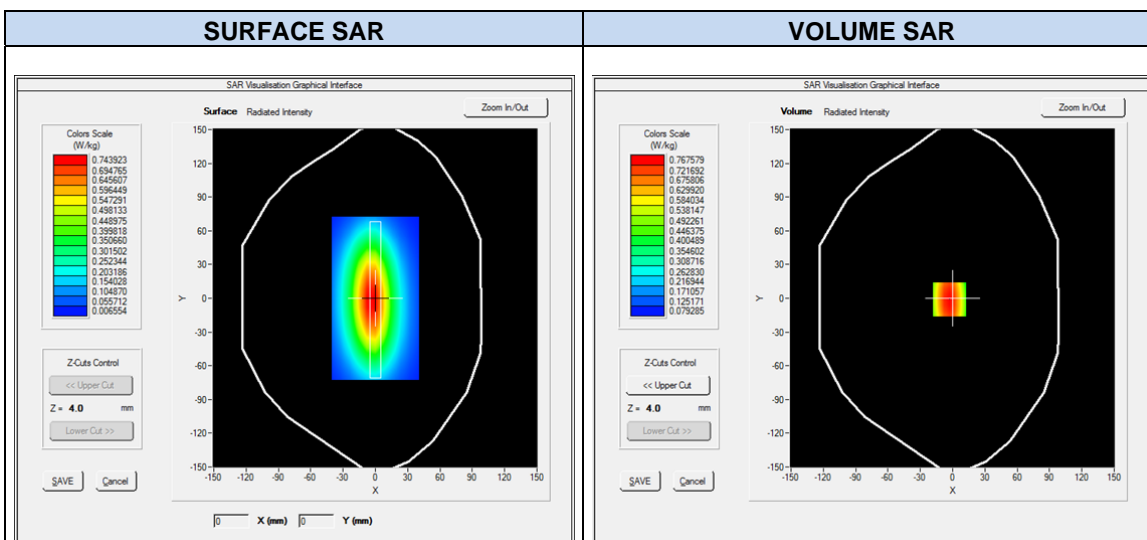 SURFACE SAR
VOLUME SAR
SAR Visualisation Graphical Interface
Surface Radiated Intensity
Zoom In/Out
Colors Scale
(W/kg)
0.743923
0.694765
0.645607
0.596449
0.547291
0.498133
0.448975
0.399818
0.350660
0.301502
0.252344
0.203186
0.154028
0.104870
0.055712
0.006554
Z-Cuts Control
<< Upper Cut
Z = 4.0 mm
Lower Cut >>
SAVE Cancel
150
120
90
60
30
0
-30
-60
-90
-120
-150
Y
-150 -120 -90 -60 -30 0 30 60 90 120 150
X
0 X (mm) 0 Y (mm)
SAR Visualisation Graphical Interface
Volume Radiated Intensity
Zoom In/Out
Colors Scale
(W/kg)
0.767579
0.721692
0.675806
0.629920
0.584034
0.538147
0.492261
0.446375
0.400489
0.354602
0.308716
0.262830
0.216944
0.171057
0.125171
0.079285
Z-Cuts Control
<< Upper Cut
Z = 4.0 mm
Lower Cut >>
SAVE Cancel
150
120
90
60
30
0
-30
-60
-90
-120
-150
Y
-150 -120 -90 -60 -30 0 30 60 90 120 150
X